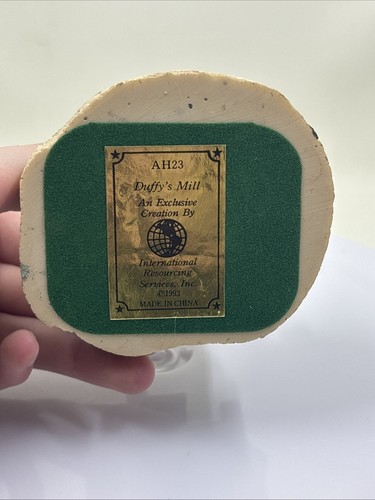 AH23
Duffy's Mill
An Exclusive
Creation By
International
Resourcing
Services, Inc.
©1993
MADE IN CHINA